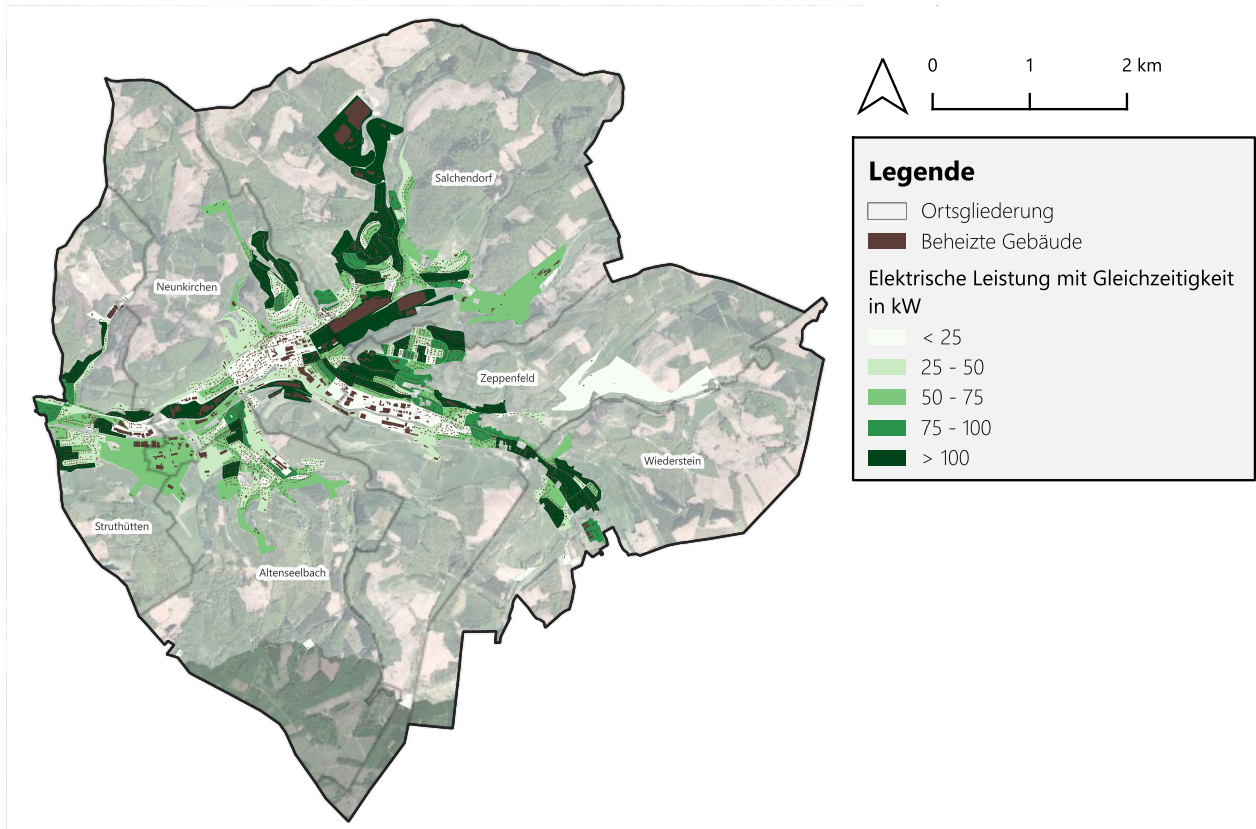 0 1 2 km
Legende
Ortsgliederung
Beheizte Gebäude
Elektrische Leistung mit Gleichzeitigkeit
in kW
< 25
25 - 50
50 - 75
75 - 100
> 100
Salchendorf
Neunkirchen
Zeppenfeld
Wiederstein
Struthütten
Altenseelbach